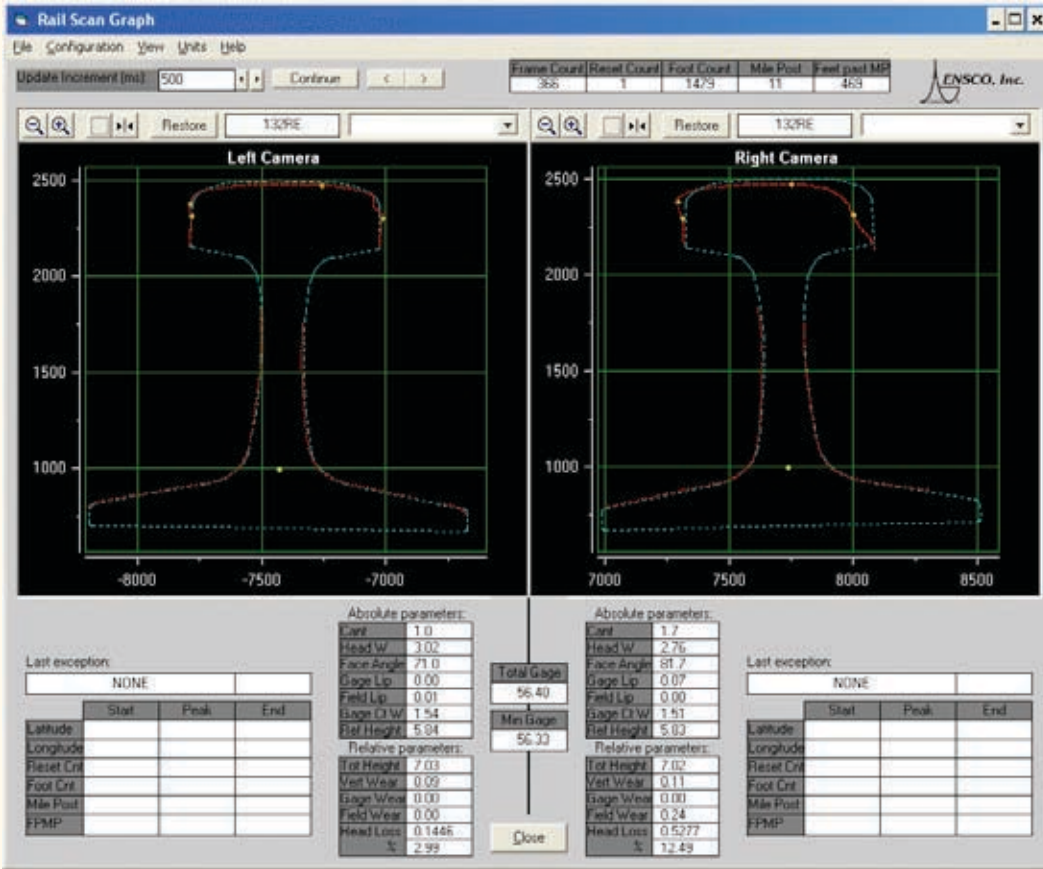 Rail Scan Graph
File Configuration View Units Help
Update Increment (ms): 500 Continue < >
Frame Count Reset Count Foot Count Mile Post Feet past MP
366 1 1479 11 469
ENSCO, Inc.
Restore 132RE
Restore 132RE
Left Camera
2500
2000
1500
1000
-8000 -7500 -7000
Right Camera
2500
2000
1500
1000
7000 7500 8000 8500
Last exception:
NONE
Start Peak End
Latitude
Longitude
Reset Cnt
Foot Cnt
Mile Post
FPMP
Absolute parameters:
Cant 1.0
Head W 3.02
Face Angle 71.0
Gage Lip 0.00
Field Lip 0.01
Gage Ct W 1.54
Ref Height 5.84
Relative parameters:
Tot Height 7.03
Vert Wear 0.09
Gage Wear 0.00
Field Wear 0.00
Head Loss 0.1446
% 2.99
Total Gage
56.40
Min Gage
56.33
Close
Absolute parameters:
Cant 1.7
Head W 2.76
Face Angle 81.7
Gage Lip 0.07
Field Lip 0.00
Gage Ct W 1.51
Ref Height 5.83
Relative parameters:
Tot Height 7.02
Vert Wear 0.11
Gage Wear 0.00
Field Wear 0.24
Head Loss 0.5277
% 12.49
Last exception:
NONE
Start Peak End
Latitude
Longitude
Reset Cnt
Foot Cnt
Mile Post
FPMP